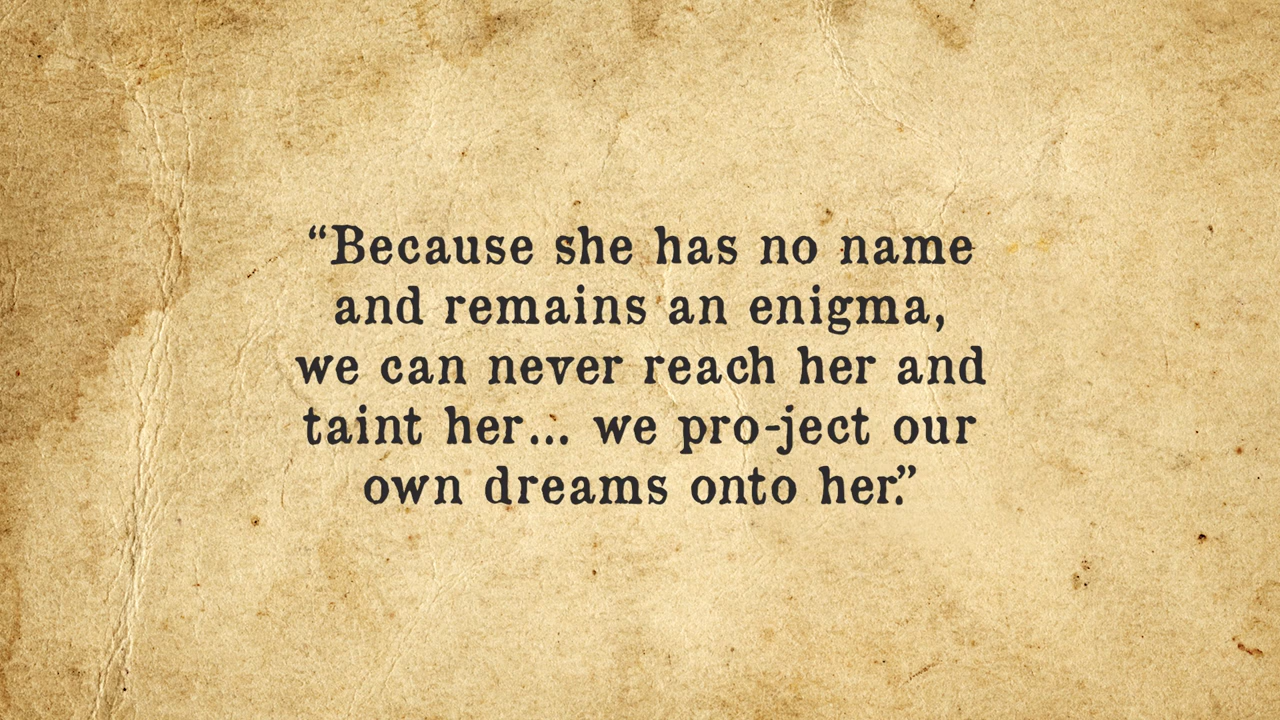 “Because she has no name
and remains an enigma,
we can never reach her and
taint her... we pro-ject our
own dreams onto her.”